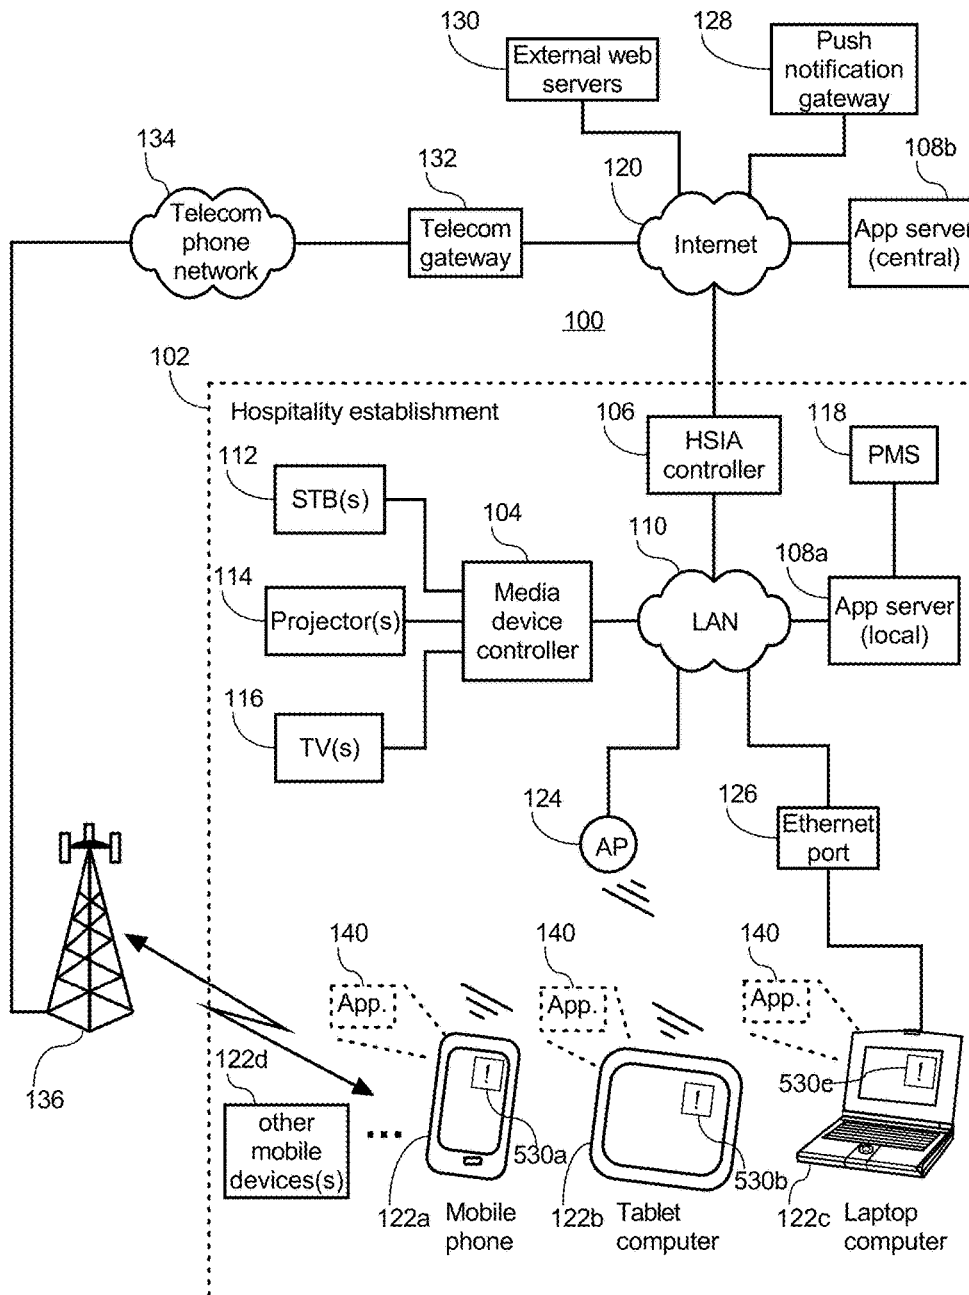 130
External web
servers
128
Push
notification
gateway
134
Telecom
phone
network
132
Telecom
gateway
120
Internet
108b
App server
(central)
100
102
Hospitality establishment
106
HSIA
controller
118
PMS
112
STB(s)
104
Media
device
controller
110
LAN
108a
App server
(local)
114
Projector(s)
116
TV(s)
124
AP
126
Ethernet
port
140
App.
140
App.
140
App.
136
122d
other
mobile
devices(s)
!
530a
!
530b
!
530e
122a
Mobile
phone
122b
Tablet
computer
122c
Laptop
computer